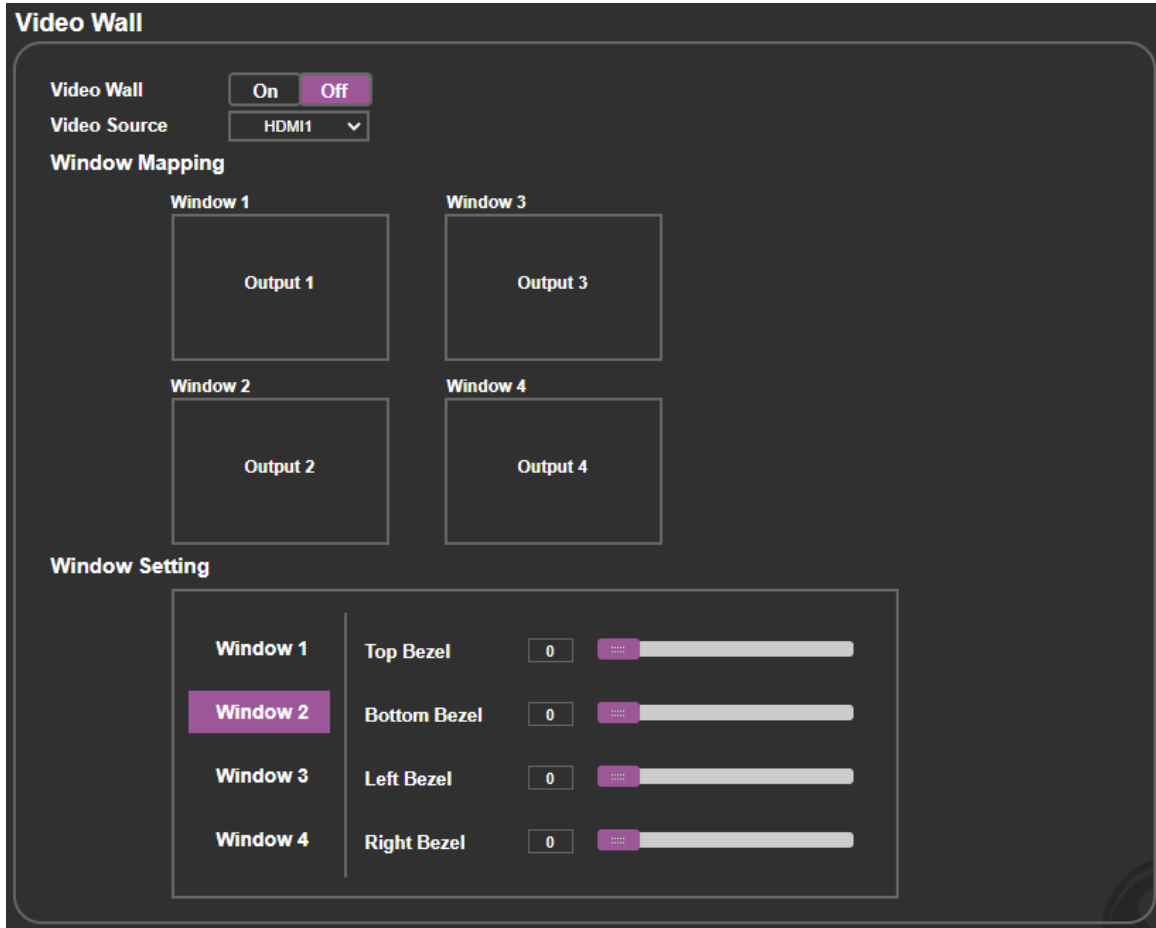 Video Wall
Video Wall On Off
Video Source HDMI1
Window Mapping
Window 1 Window 3
Output 1 Output 3
Window 2 Window 4
Output 2 Output 4
Window Setting
Window 1 Top Bezel 0
Window 2 Bottom Bezel 0
Window 3 Left Bezel 0
Window 4 Right Bezel 0